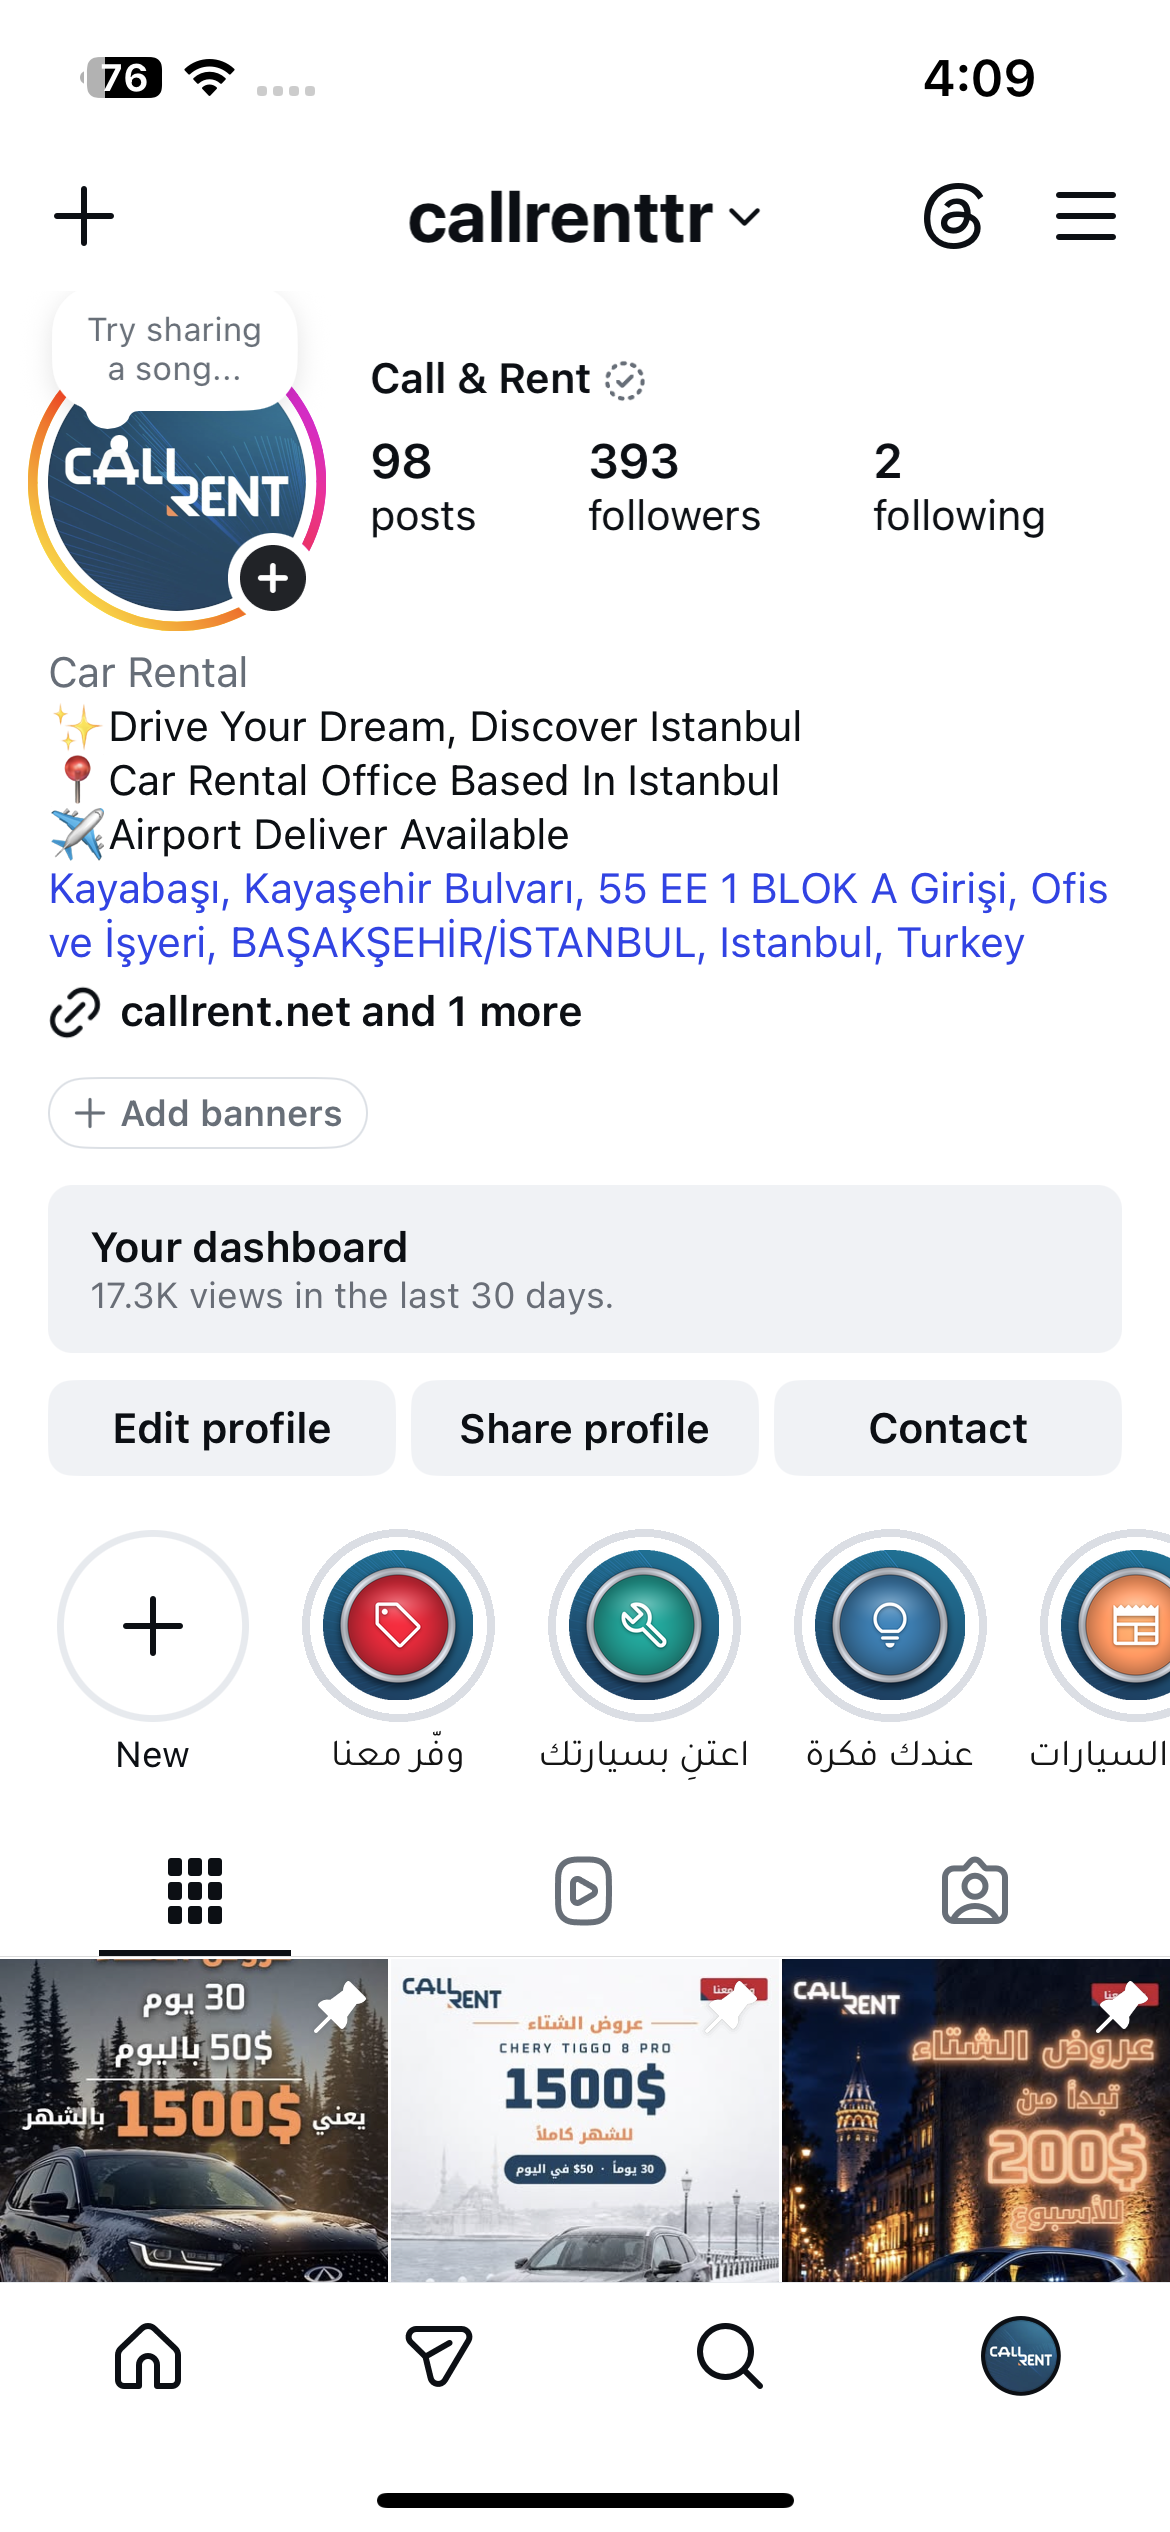 76
4:09
callrenttr
Try sharing
a song...
CALL
RENT
Call & Rent
98
posts
393
followers
2
following
Car Rental
✨Drive Your Dream, Discover Istanbul
📍 Car Rental Office Based In Istanbul
✈️Airport Deliver Available
Kayabaşı, Kayaşehir Bulvarı, 55 EE 1 BLOK A Girişi, Ofis
ve İşyeri, BAŞAKŞEHİR/İSTANBUL, Istanbul, Turkey
callrent.net and 1 more
Add banners
Your dashboard
17.3K views in the last 30 days.
Edit profile
Share profile
Contact
New
وفّر معنا
اعتنِ بسيارتك
عندك فكرة
السيارات
30 يوم
50$ باليوم
يعني 1500$ بالشهر
CALL
RENT
عروض الشتاء
CHERY TIGGO 8 PRO
1500$
للشهر كاملاً
30 يوماً · $50 في اليوم
CALL
RENT
عروض الشتاء
تبدأ من
200$
للأسبوع
CALL
RENT